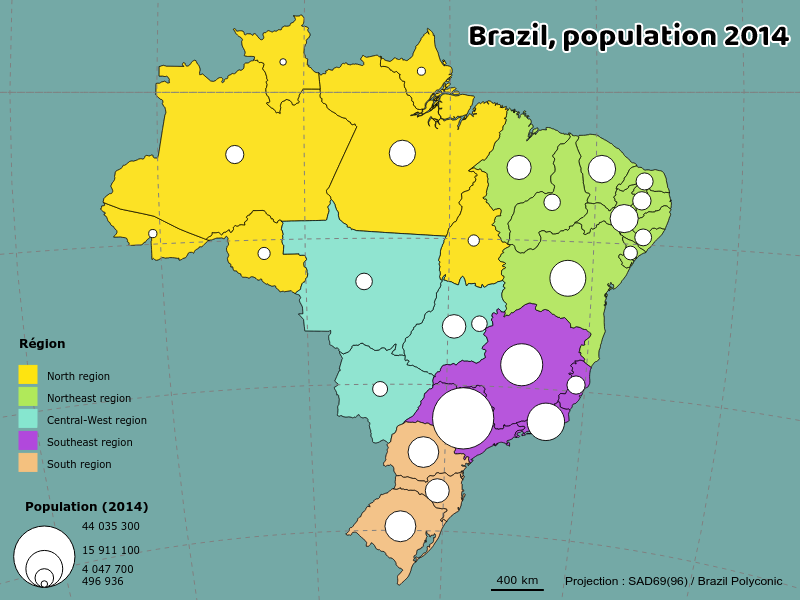 Brazil, population 2014
Région
North region
Northeast region
Central-West region
Southeast region
South region
Population (2014)
44 035 300
15 911 100
4 047 700
496 936
400 km
Projection : SAD69(96) / Brazil Polyconic